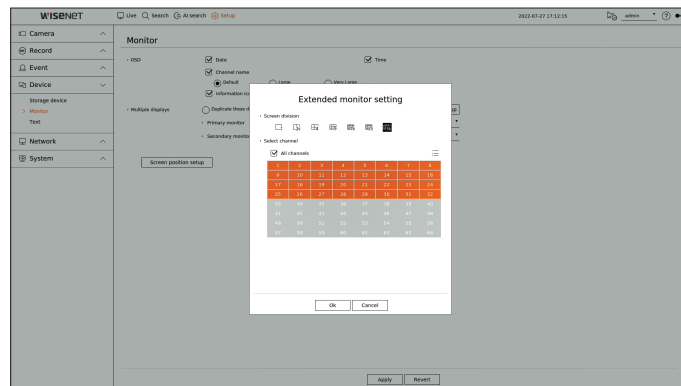 WISENET
Live Search AI search Setup
2022-07-27 17:12:15
admin
Camera
Record
Event
Device
Storage device
Monitor
Text
Network
System
Monitor
OSD
Date
Time
Channel name
Default
Large
Very Large
Information
Multiple displays
Duplicate these
Primary monitor
Secondary
Screen position setup
Extended monitor setting
Screen division
Select channel
All channels
1 2 3 4 5 6 7 8
9 10 11 12 13 14 15 16
17 18 19 20 21 22 23 24
25 26 27 28 29 30 31 32
33 34 35 36 37 38 39 40
41 42 43 44 45 46 47 48
49 50 51 52 53 54 55 56
57 58 59 60 61 62 63 64
Ok Cancel
Apply Revert